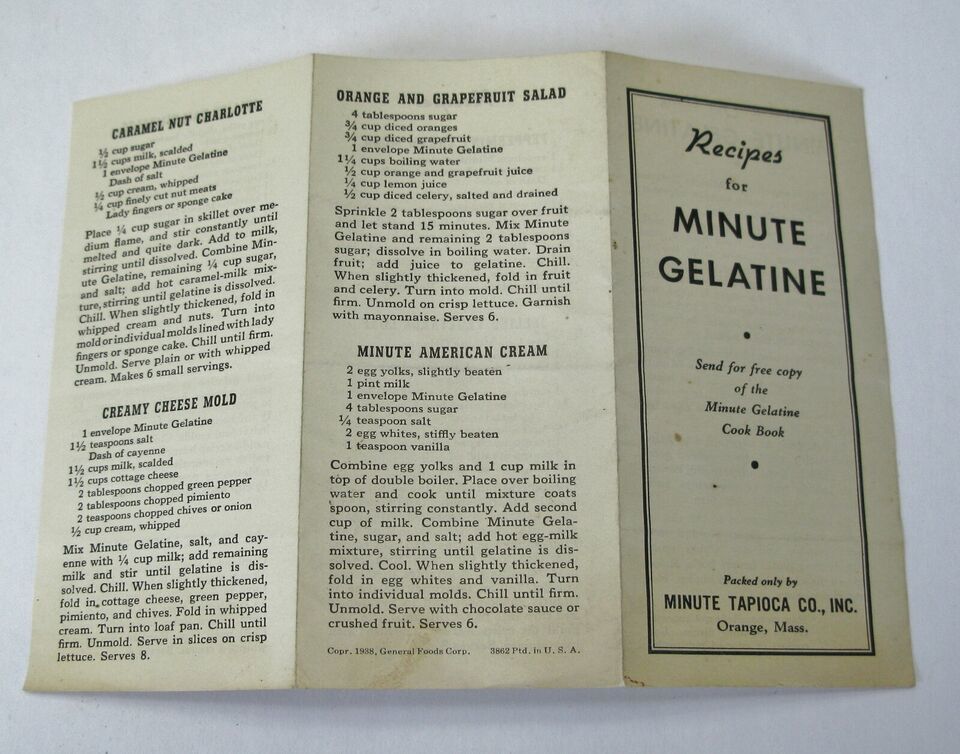 CARAMEL NUT CHARLOTTE
½ cup sugar
1½ cups milk, scalded
1 envelope Minute Gelatine
Dash of salt
½ cup cream, whipped
¼ cup finely cut nut meats
Lady fingers or sponge cake
Place ¼ cup sugar in skillet over me-
dium flame, and stir constantly until
melted and quite dark. Add to milk,
stirring until dissolved. Combine Min-
ute Gelatine, remaining ¼ cup sugar,
and salt; add hot caramel-milk mix-
ture, stirring until gelatine is dissolved.
Chill. When slightly thickened, fold in
whipped cream and nuts. Turn into
mold or individual molds lined with lady
fingers or sponge cake. Chill until firm.
Unmold. Serve plain or with whipped
cream. Makes 6 small servings.
CREAMY CHEESE MOLD
1 envelope Minute Gelatine
1½ teaspoons salt
Dash of cayenne
1½ cups milk, scalded
1½ cups cottage cheese
2 tablespoons chopped green pepper
2 tablespoons chopped pimiento
2 teaspoons chopped chives or onion
½ cup cream, whipped
Mix Minute Gelatine, salt, and cay-
enne with ¼ cup milk; add remaining
milk and stir until gelatine is dis-
solved. Chill. When slightly thickened,
fold in cottage cheese, green pepper,
pimiento, and chives. Fold in whipped
cream. Turn into loaf pan. Chill until
firm. Unmold. Serve in slices on crisp
lettuce. Serves 8.
ORANGE AND GRAPEFRUIT SALAD
4 tablespoons sugar
¾ cup diced oranges
¾ cup diced grapefruit
1 envelope Minute Gelatine
1¼ cups boiling water
½ cup orange and grapefruit juice
¼ cup lemon juice
½ cup diced celery, salted and drained
Sprinkle 2 tablespoons sugar over fruit
and let stand 15 minutes. Mix Minute
Gelatine and remaining 2 tablespoons
sugar; dissolve in boiling water. Drain
fruit; add juice to gelatine. Chill.
When slightly thickened, fold in fruit
and celery. Turn into mold. Chill until
firm. Unmold on crisp lettuce. Garnish
with mayonnaise. Serves 6.
MINUTE AMERICAN CREAM
2 egg yolks, slightly beaten
1 pint milk
1 envelope Minute Gelatine
4 tablespoons sugar
¼ teaspoon salt
2 egg whites, stiffly beaten
1 teaspoon vanilla
Combine egg yolks and 1 cup milk in
top of double boiler. Place over boiling
water and cook until mixture coats
spoon, stirring constantly. Add second
cup of milk. Combine Minute Gela-
tine, sugar, and salt; add hot egg-milk
mixture, stirring until gelatine is dis-
solved. Cool. When slightly thickened,
fold in egg whites and vanilla. Turn
into individual molds. Chill until firm.
Unmold. Serve with chocolate sauce or
crushed fruit. Serves 6.
Copr. 1938, General Foods Corp. 3862 Ptd. in U. S. A.
Recipes
for
MINUTE
GELATINE
Send for free copy
of the
Minute Gelatine
Cook Book
Packed only by
MINUTE TAPIOCA CO., INC.
Orange, Mass.